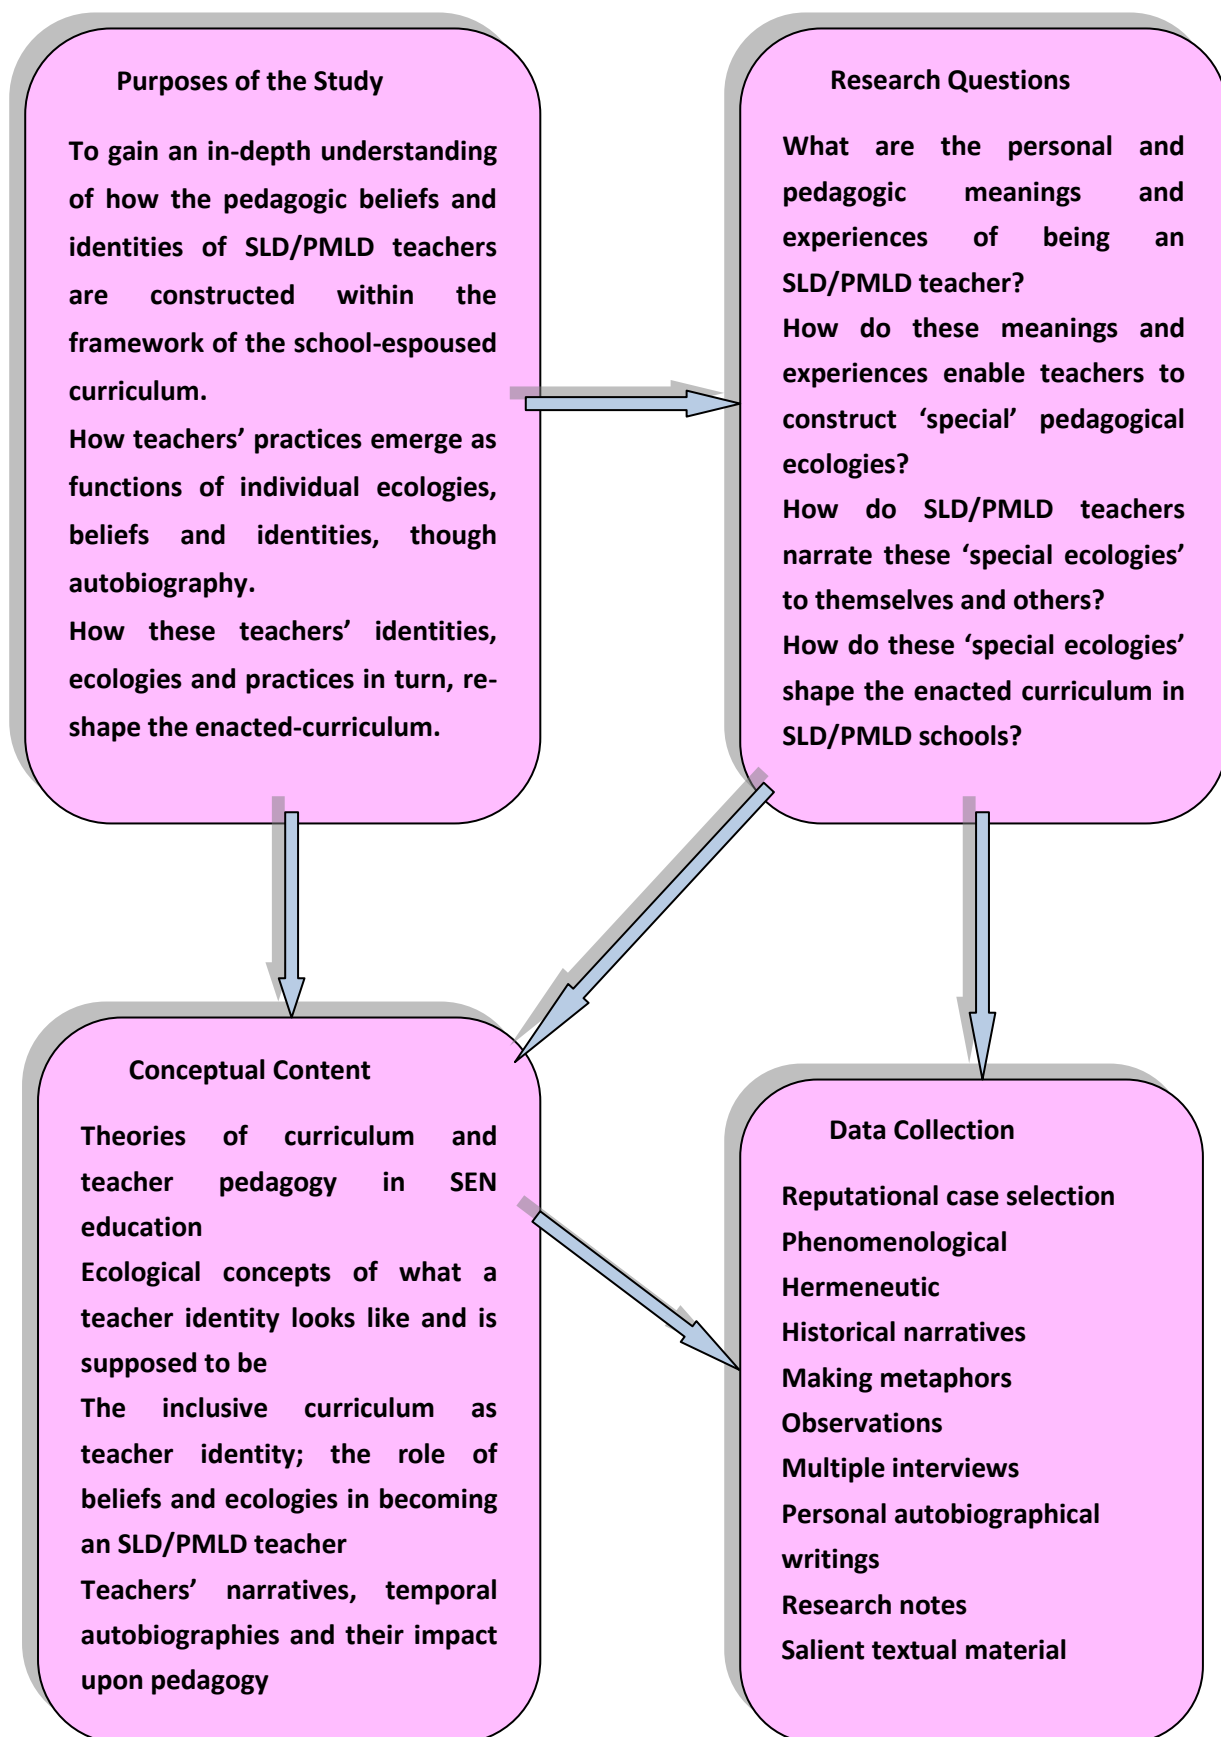 Purposes of the Study
To gain an in-depth understanding
of how the pedagogic beliefs and
identities of SLD/PMLD teachers
are constructed within the
framework of the school-espoused
curriculum.
How teachers’ practices emerge as
functions of individual ecologies,
beliefs and identities, though
autobiography.
How these teachers’ identities,
ecologies and practices in turn, re-
shape the enacted-curriculum.
Research Questions
What are the personal and
pedagogic meanings and
experiences of being an
SLD/PMLD teacher?
How do these meanings and
experiences enable teachers to
construct ‘special’ pedagogical
ecologies?
How do SLD/PMLD teachers
narrate these ‘special ecologies’
to themselves and others?
How do these ‘special ecologies’
shape the enacted curriculum in
SLD/PMLD schools?
Conceptual Content
Theories of curriculum and
teacher pedagogy in SEN
education
Ecological concepts of what a
teacher identity looks like and is
supposed to be
The inclusive curriculum as
teacher identity; the role of
beliefs and ecologies in becoming
an SLD/PMLD teacher
Teachers’ narratives, temporal
autobiographies and their impact
upon pedagogy
Data Collection
Reputational case selection
Phenomenological
Hermeneutic
Historical narratives
Making metaphors
Observations
Multiple interviews
Personal autobiographical
writings
Research notes
Salient textual material